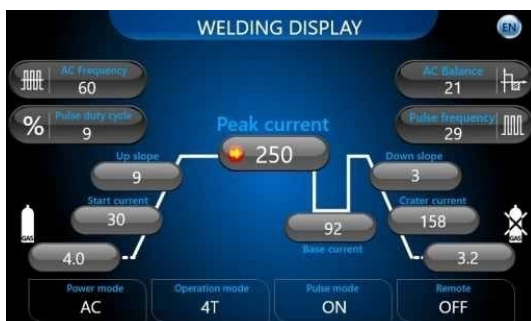 WELDING DISPLAY
EN
AC Frequency
60
AC Balance
21
%
Pulse duty cycle
9
Pulse frequency
29
Peak current
250
Up slope
9
Down slope
3
Start current
30
Crater current
158
92
Base current
GAS
4.0
GAS
3.2
Power mode
AC
Operation mode
4T
Pulse mode
ON
Remote
OFF